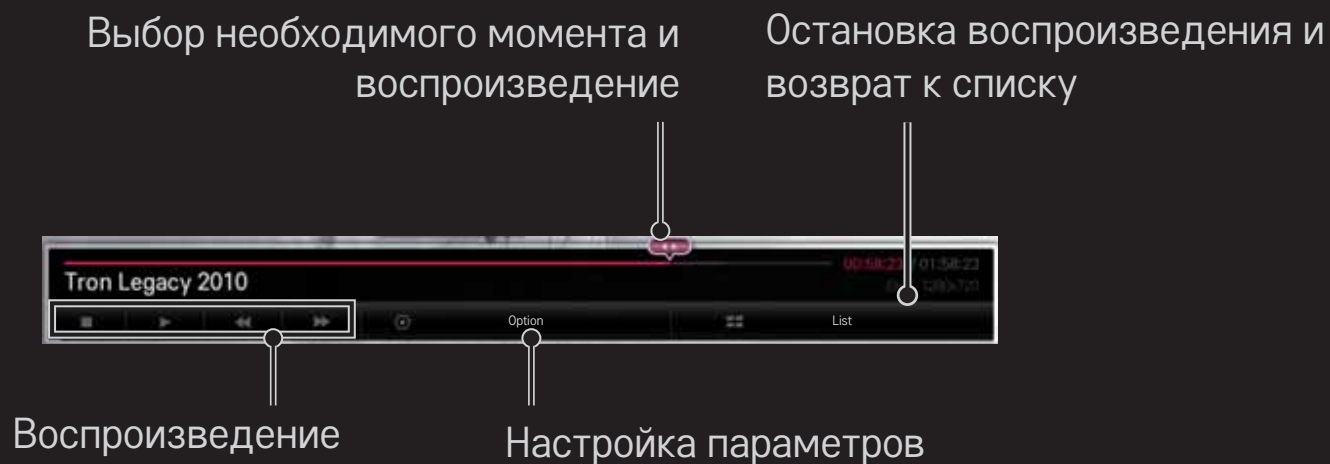 Выбор необходимого момента и
воспроизведение
Остановка воспроизведения и
возврат к списку
00:58:23 / 01:58:23
Tron Legacy 2010
Option
List
Воспроизведение
Настройка параметров